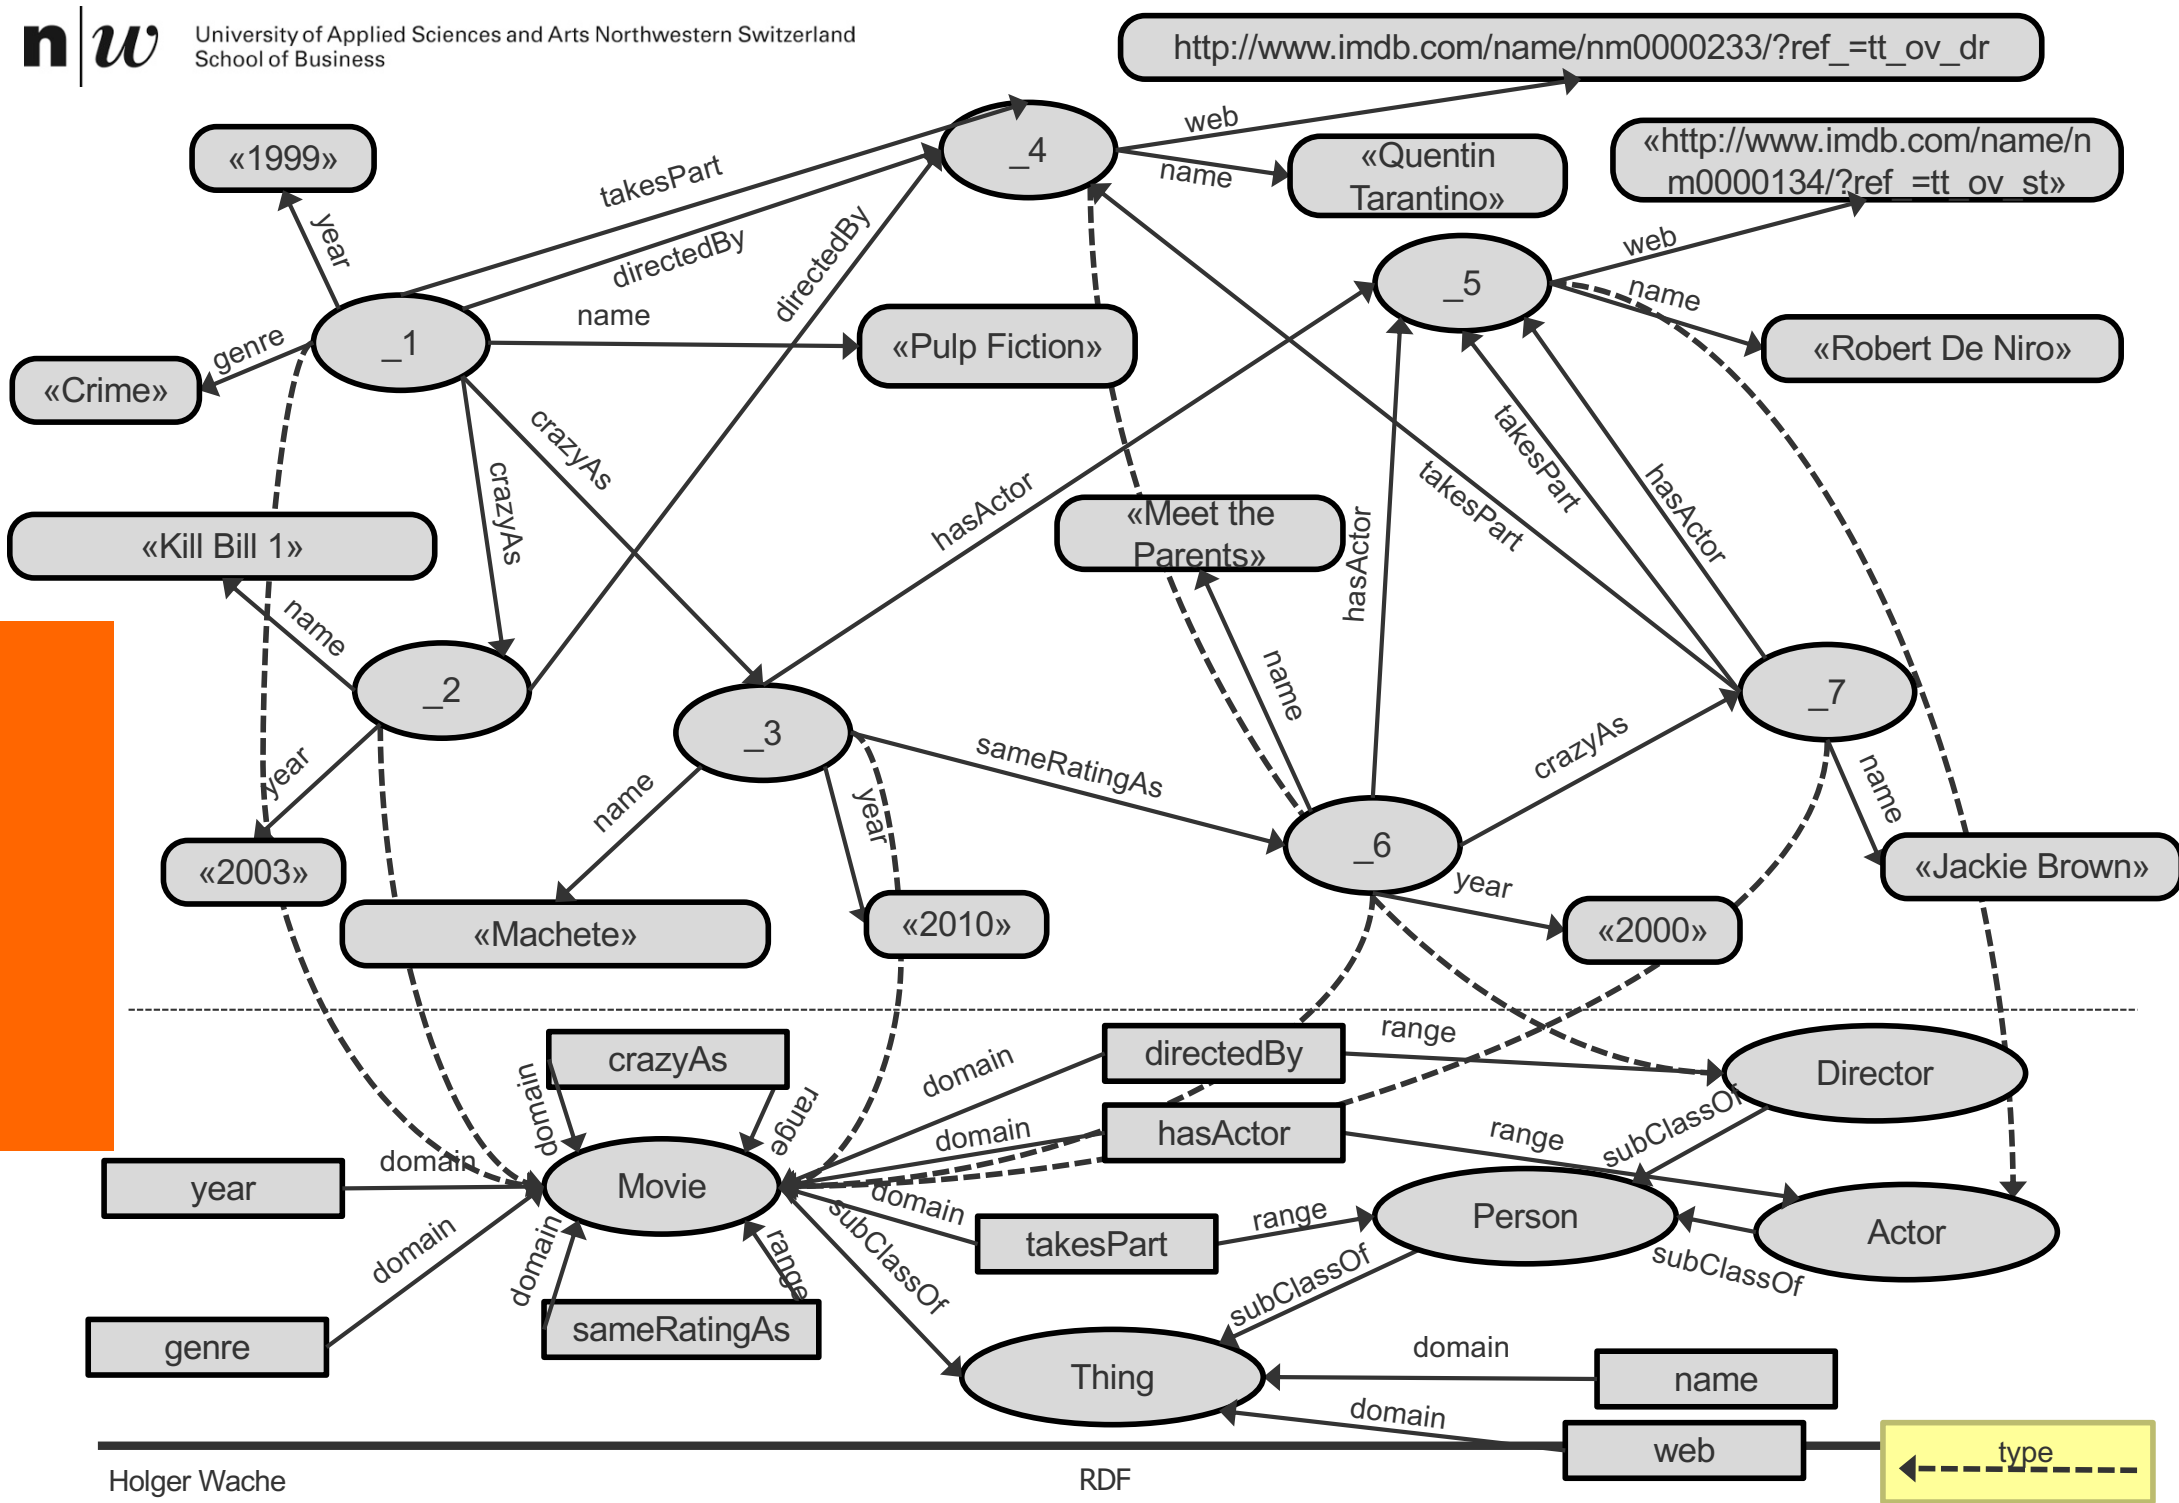 n|w
University of Applied Sciences and Arts Northwestern Switzerland
School of Business
http://www.imdb.com/name/nm0000233/?ref_=tt_ov_dr
web
_4
«Quentin
Tarantino»
name
«http://www.imdb.com/name/n
m0000134/?ref_=tt_ov_st»
«1999»
takesPart
directedBy
directedBy
year
web
_5
name
«Robert De Niro»
name
genre
_1
«Pulp Fiction»
«Crime»
crazyAs
crazyAs
hasActor
takesPart
takesPart
hasActor
«Kill Bill 1»
«Meet the
Parents»
hasActor
name
name
_2
_3
_7
sameRatingAs
crazyAs
year
name
year
name
_6
«2003»
year
«Jackie Brown»
«Machete»
«2010»
«2000»
crazyAs
directedBy
range
Director
domain
range
domain
subClassOf
domain
hasActor
range
domain
year
Movie
domain
subClassOf
takesPart
range
Person
Actor
subClassOf
domain
domain
range
subClassOf
sameRatingAs
genre
Thing
domain
name
domain
web
type
Holger Wache
RDF